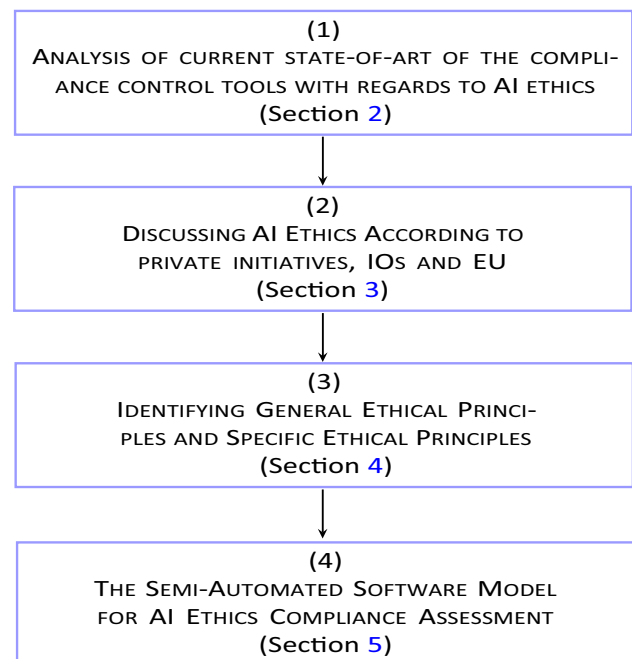 (1)
Analysis of current state-of-art of the compli-
ance control tools with regards to AI ethics
(Section 2)
(2)
Discussing AI Ethics According to
private initiatives, IOs and EU
(Section 3)
(3)
Identifying General Ethical Princi-
ples and Specific Ethical Principles
(Section 4)
(4)
The Semi-Automated Software Model
for AI Ethics Compliance Assessment
(Section 5)